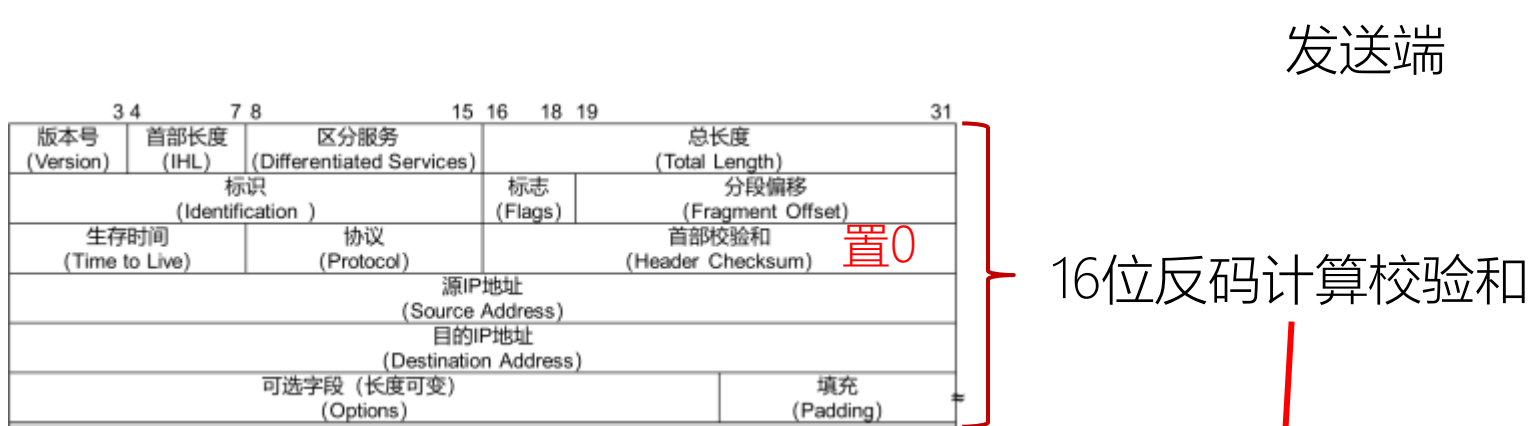 发送端
3 4 7 8 15 16 18 19 31
版本号 首部长度 区分服务 总长度
(Version) (IHL) (Differentiated Services) (Total Length)
标识 标志 分段偏移
(Identification ) (Flags) (Fragment Offset)
生存时间 协议 首部校验和 置0
(Time to Live) (Protocol) (Header Checksum)
16位反码计算校验和
源IP地址
(Source Address)
目的IP地址
(Destination Address)
可选字段（长度可变） 填充
(Options) (Padding)